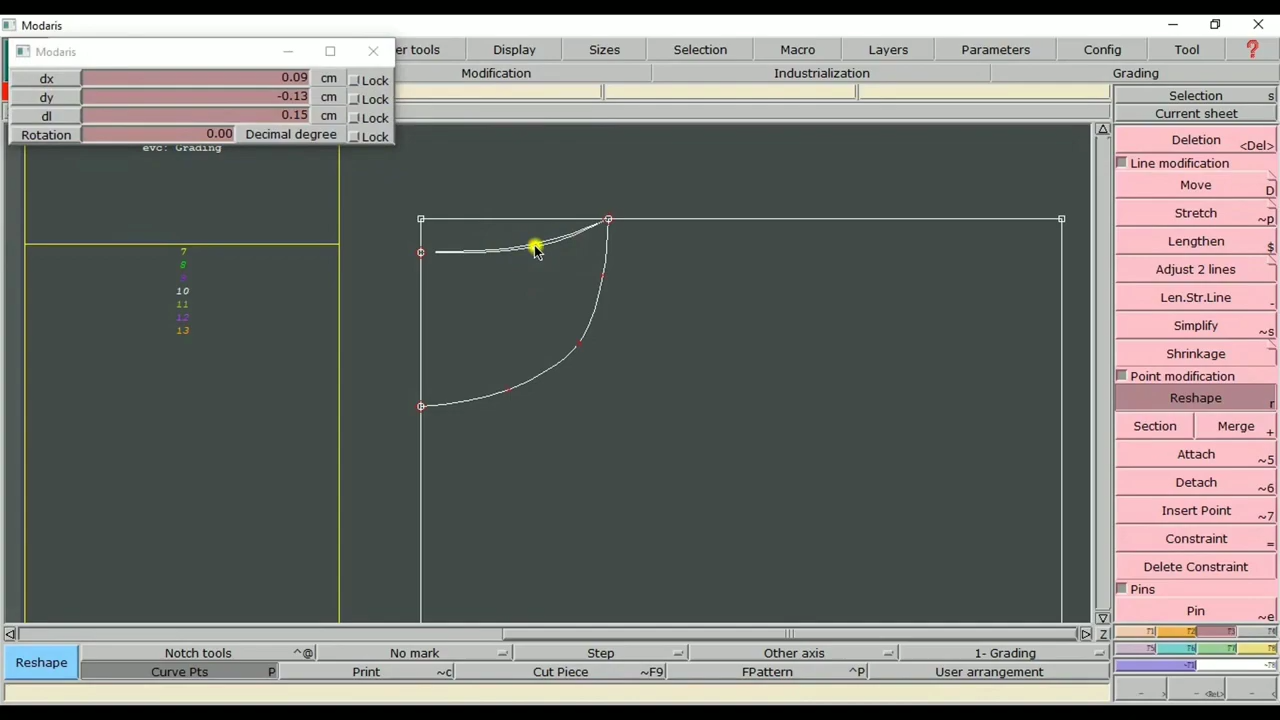 Modaris
Modaris
er tools Display Sizes Selection Macro Layers Parameters Config Tool ?
Modification Industrialization Grading
dx 0.09 cm Lock
dy -0.13 cm Lock
dl 0.15 cm Lock
Rotation 0.00 Decimal degree Lock
evc: Grading
7
8
10
11
12
13
Selection s
Current sheet
Deletion <Del>
Line modification
Move D
Stretch ~p
Lengthen $
Adjust 2 lines
Len.Str.Line -
Simplify ~s
Shrinkage
Point modification
Reshape r
Section Merge +
Attach ~5
Detach ~6
Insert Point ~7
Constraint =
Delete Constraint
Pins
Pin ~e
Z
Reshape
Notch tools ^@ No mark Step Other axis 1- Grading
Curve Pts P Print ~c Cut Piece ~F9 FPattern ^P User arrangement